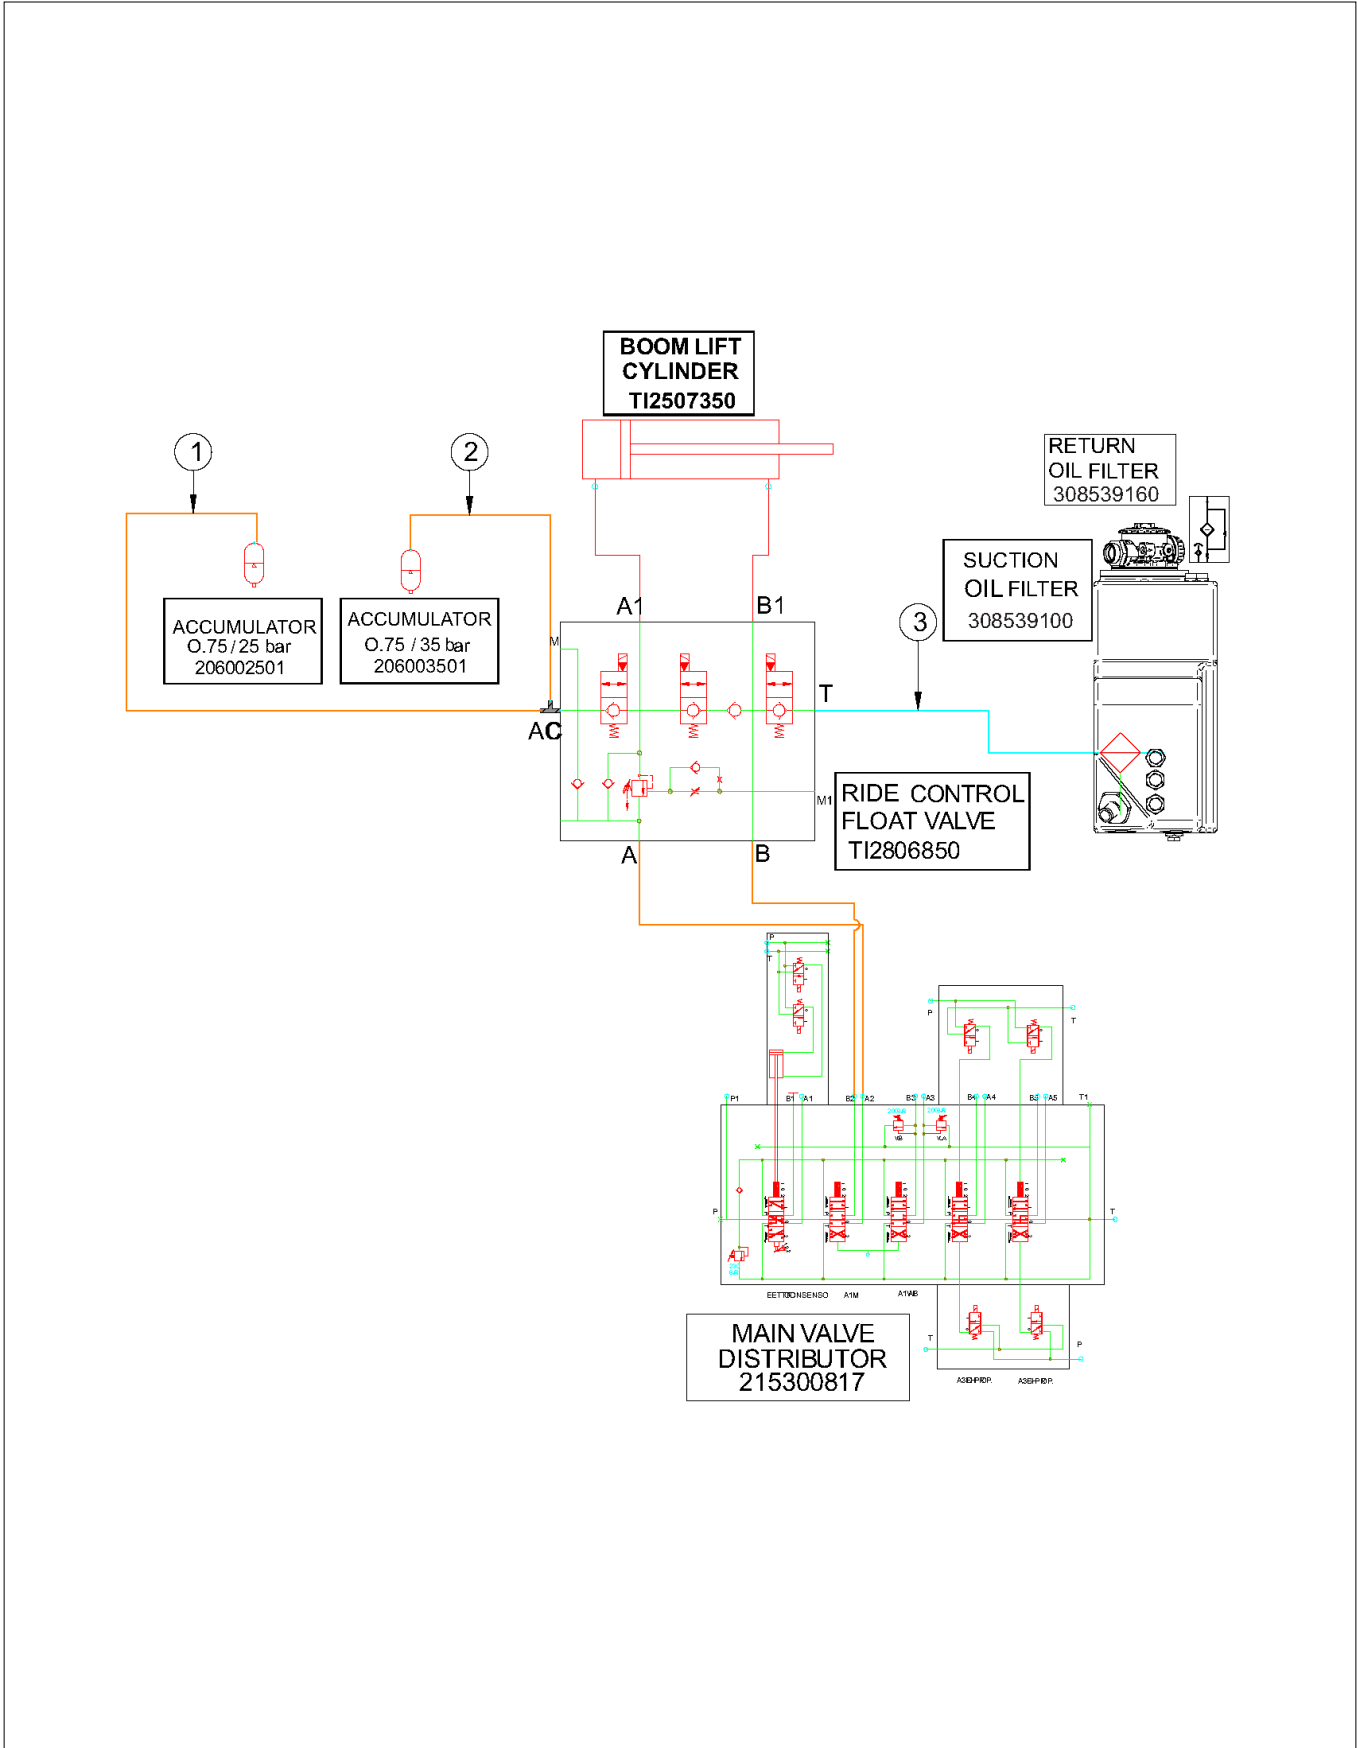 BOOM LIFT
CYLINDER
TI2507350
1
2
RETURN
OIL FILTER
308539160
SUCTION
OIL FILTER
308539100
3
ACCUMULATOR
O.75 / 25 bar
206002501
ACCUMULATOR
O.75 / 35 bar
206003501
A1
B1
M
T
AC
RIDE CONTROL
FLOAT VALVE
TI2806850
M1
A
B
P
T
P
T
P1
B1
A1
B2
A2
B3
A3
B4
A4
B5
A5
T1
P
T
A1M
T
P
MAIN VALVE
DISTRIBUTOR
215300817